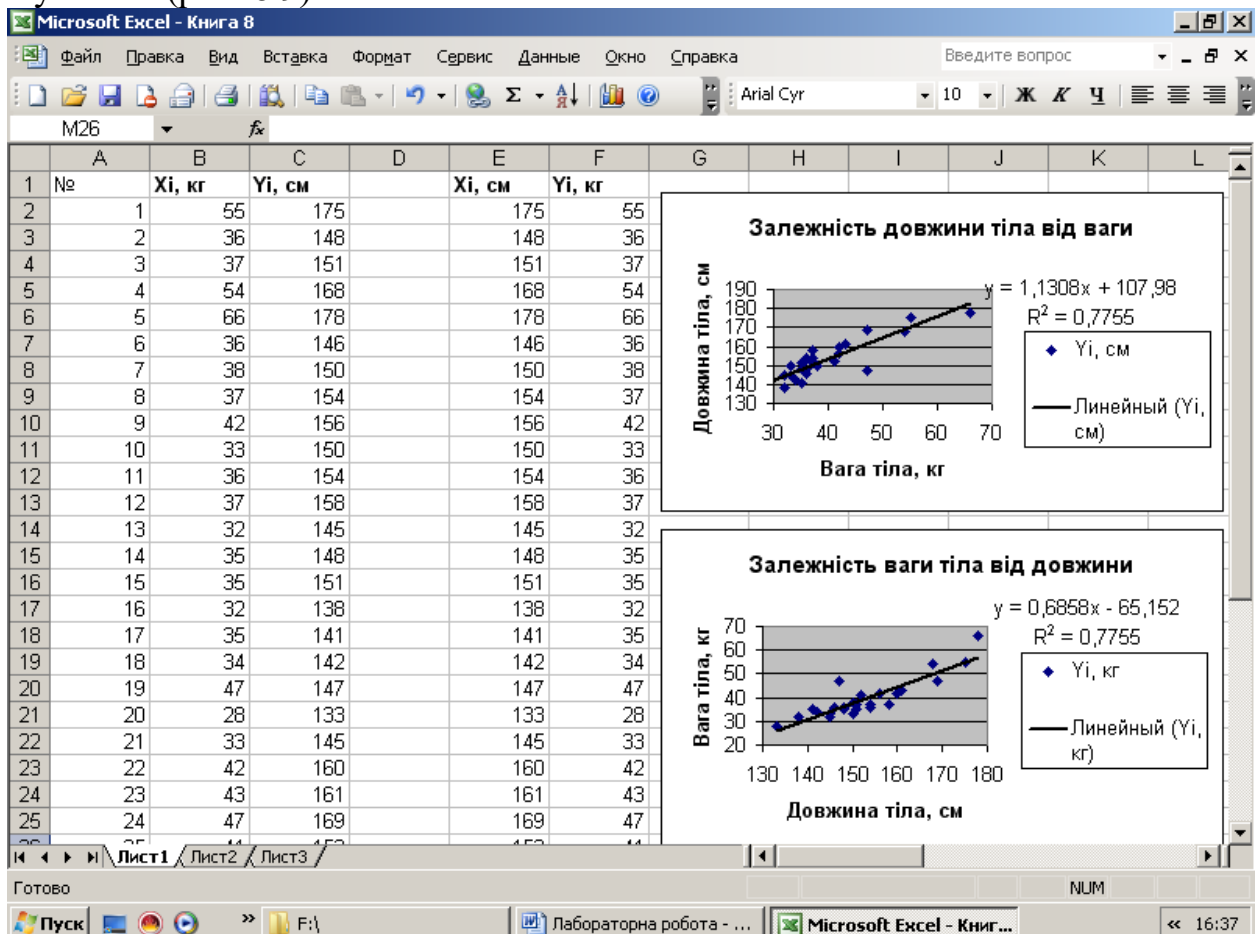 Microsoft Excel - Книга 8
Файл Правка Вид Вставка Формат Сервис Данные Окно Справка Введите вопрос
Arial Cyr 10 Ж К Ч
M26 fx
A B C D E F G H I J K L
1 № Xi, кг Yi, см Xi, см Yi, кг
2 1 55 175 175 55
3 2 36 148 148 36
4 3 37 151 151 37
5 4 54 168 168 54
6 5 66 178 178 66
7 6 36 146 146 36
8 7 38 150 150 38
9 8 37 154 154 37
10 9 42 156 156 42
11 10 33 150 150 33
12 11 36 154 154 36
13 12 37 158 158 37
14 13 32 145 145 32
15 14 35 148 148 35
16 15 35 151 151 35
17 16 32 138 138 32
18 17 35 141 141 35
19 18 34 142 142 34
20 19 47 147 147 47
21 20 28 133 133 28
22 21 33 145 145 33
23 22 42 160 160 42
24 23 43 161 161 43
25 24 47 169 169 47
Залежність довжини тіла від ваги
y = 1,1308x + 107,98
R² = 0,7755
Довжина тіла, см
190
180
170
160
150
140
130
30 40 50 60 70
Вага тіла, кг
Yi, см
Линейный (Yi,
см)
Залежність ваги тіла від довжини
y = 0,6858x - 65,152
R² = 0,7755
Вага тіла, кг
70
60
50
40
30
20
130 140 150 160 170 180
Довжина тіла, см
Yi, кг
Линейный (Yi,
кг)
Лист1 Лист2 Лист3
Готово NUM
Пуск F:\ Лабораторна робота - ... Microsoft Excel - Книг... 16:37